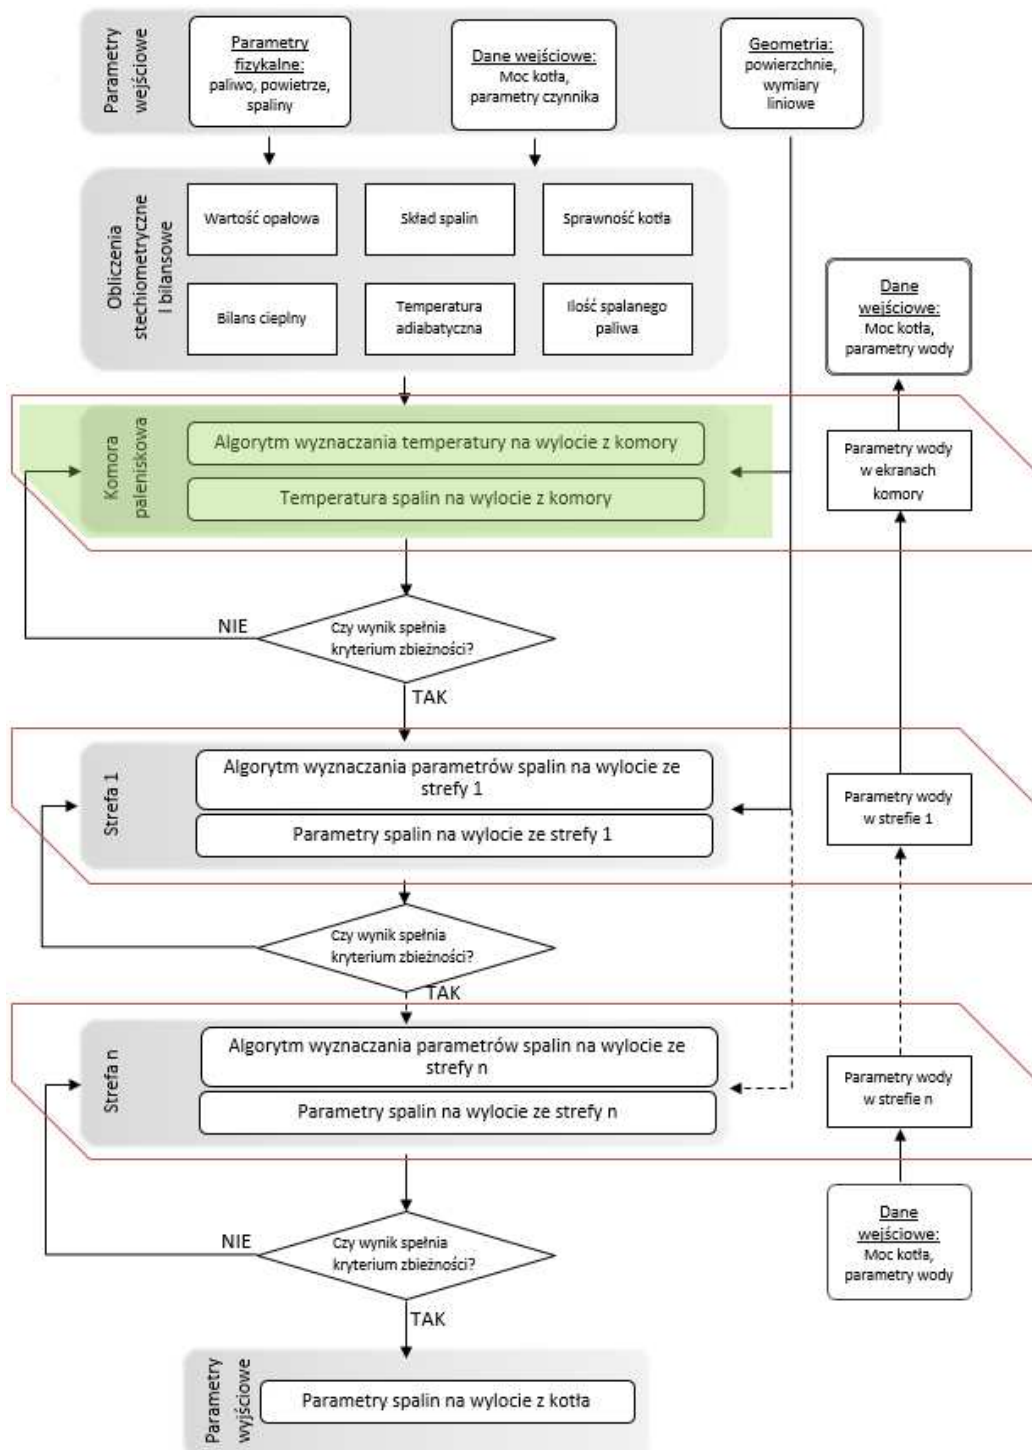 Parametry
wejściowe
Parametry
fizykalne:
paliwo, powietrze,
spaliny
Dane wejściowe:
Moc kotła,
parametry czynnika
Geometria:
powierzchnie,
wymiary
liniowe
Obliczenia
stechiometryczne
I bilansowe
Wartość opałowa
Skład spalin
Sprawność kotła
Bilans cieplny
Temperatura
adiabatyczna
Ilość spalanego
paliwa
Dane
wejściowe:
Moc kotła,
parametry wody
Komora
paleniskowa
Algorytm wyznaczania temperatury na wylocie z komory
Temperatura spalin na wylocie z komory
Parametry wody
w ekranach
komory
NIE
Czy wynik spełnia
kryterium zbieżności?
TAK
Strefa 1
Algorytm wyznaczania parametrów spalin na wylocie ze
strefy 1
Parametry spalin na wylocie ze strefy 1
Parametry wody
w strefie 1
Czy wynik spełnia
kryterium zbieżności?
TAK
Strefa n
Algorytm wyznaczania parametrów spalin na wylocie ze
strefy n
Parametry spalin na wylocie ze strefy n
Parametry wody
w strefie n
NIE
Czy wynik spełnia
kryterium zbieżności?
TAK
Dane
wejściowe:
Moc kotła,
parametry wody
Parametry
wyjściowe
Parametry spalin na wylocie z kotła